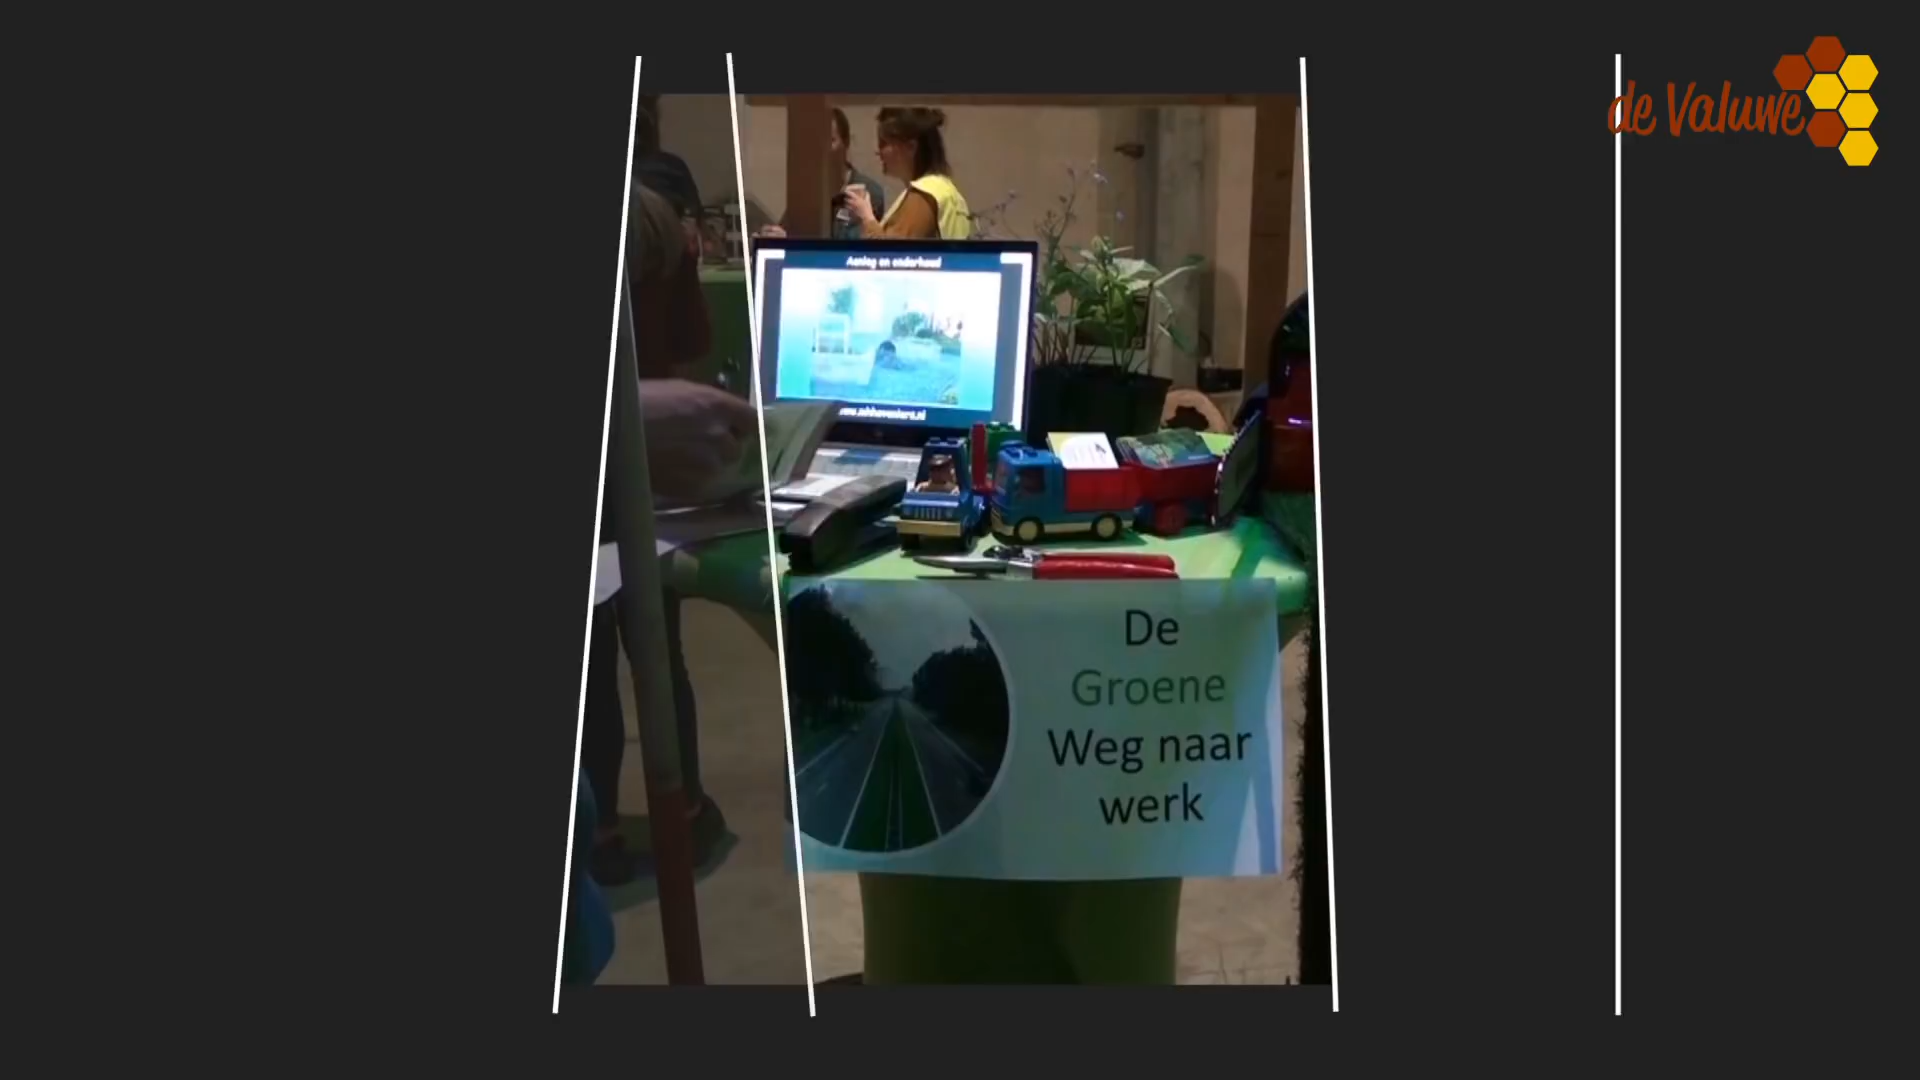 de Valuwe
Aanleg en onderhoud
De
Groene
Weg naar
werk